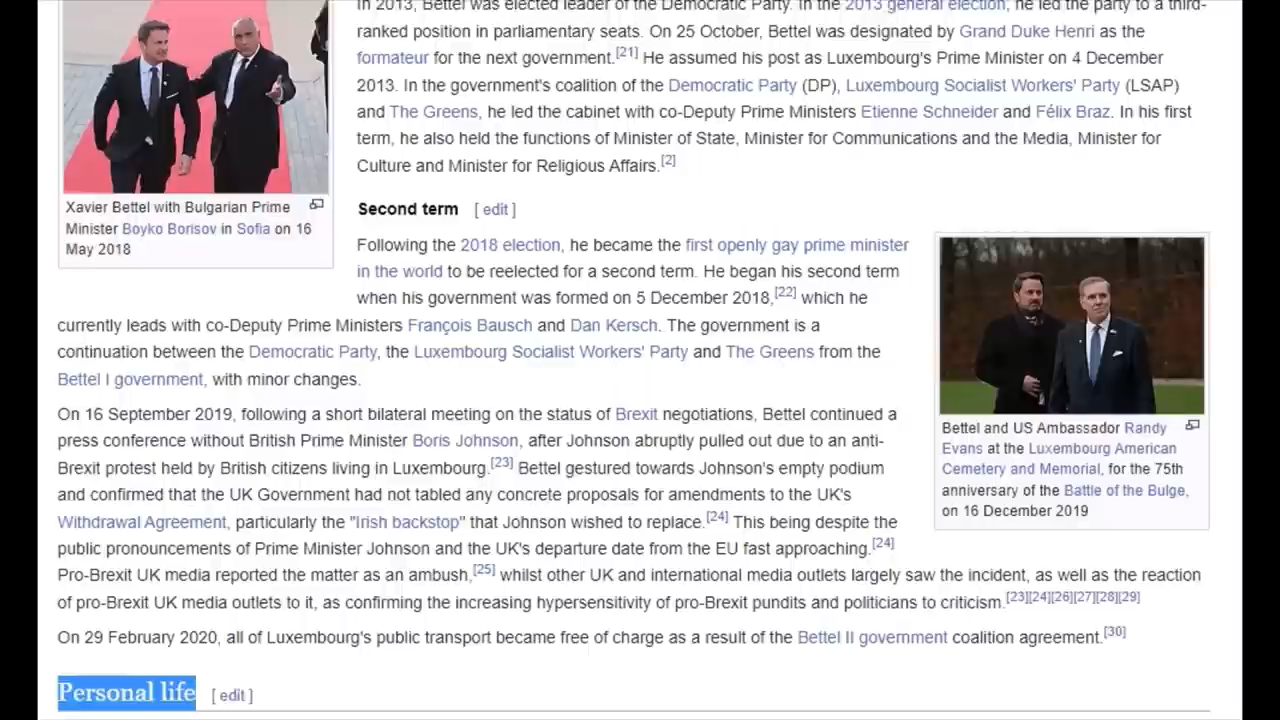 In 2013, Bettel was elected leader of the Democratic Party. In the 2013 general election, he led the party to a third-
ranked position in parliamentary seats. On 25 October, Bettel was designated by Grand Duke Henri as the
formateur for the next government.[21] He assumed his post as Luxembourg's Prime Minister on 4 December
2013. In the government's coalition of the Democratic Party (DP), Luxembourg Socialist Workers' Party (LSAP)
and The Greens, he led the cabinet with co-Deputy Prime Ministers Etienne Schneider and Félix Braz. In his first
term, he also held the functions of Minister of State, Minister for Communications and the Media, Minister for
Culture and Minister for Religious Affairs.[2]
Xavier Bettel with Bulgarian Prime
Minister Boyko Borisov in Sofia on 16
May 2018
Second term [ edit ]
Following the 2018 election, he became the first openly gay prime minister
in the world to be reelected for a second term. He began his second term
when his government was formed on 5 December 2018,[22] which he
currently leads with co-Deputy Prime Ministers François Bausch and Dan Kersch. The government is a
continuation between the Democratic Party, the Luxembourg Socialist Workers' Party and The Greens from the
Bettel I government, with minor changes.
On 16 September 2019, following a short bilateral meeting on the status of Brexit negotiations, Bettel continued a
press conference without British Prime Minister Boris Johnson, after Johnson abruptly pulled out due to an anti-
Brexit protest held by British citizens living in Luxembourg.[23] Bettel gestured towards Johnson's empty podium
and confirmed that the UK Government had not tabled any concrete proposals for amendments to the UK's
Withdrawal Agreement, particularly the "Irish backstop" that Johnson wished to replace.[24] This being despite the
public pronouncements of Prime Minister Johnson and the UK's departure date from the EU fast approaching.[24]
Pro-Brexit UK media reported the matter as an ambush,[25] whilst other UK and international media outlets largely saw the incident, as well as the reaction
of pro-Brexit UK media outlets to it, as confirming the increasing hypersensitivity of pro-Brexit pundits and politicians to criticism.[23][24][26][27][28][29]
Bettel and US Ambassador Randy
Evans at the Luxembourg American
Cemetery and Memorial, for the 75th
anniversary of the Battle of the Bulge,
on 16 December 2019
On 29 February 2020, all of Luxembourg's public transport became free of charge as a result of the Bettel II government coalition agreement.[30]
Personal life [ edit ]